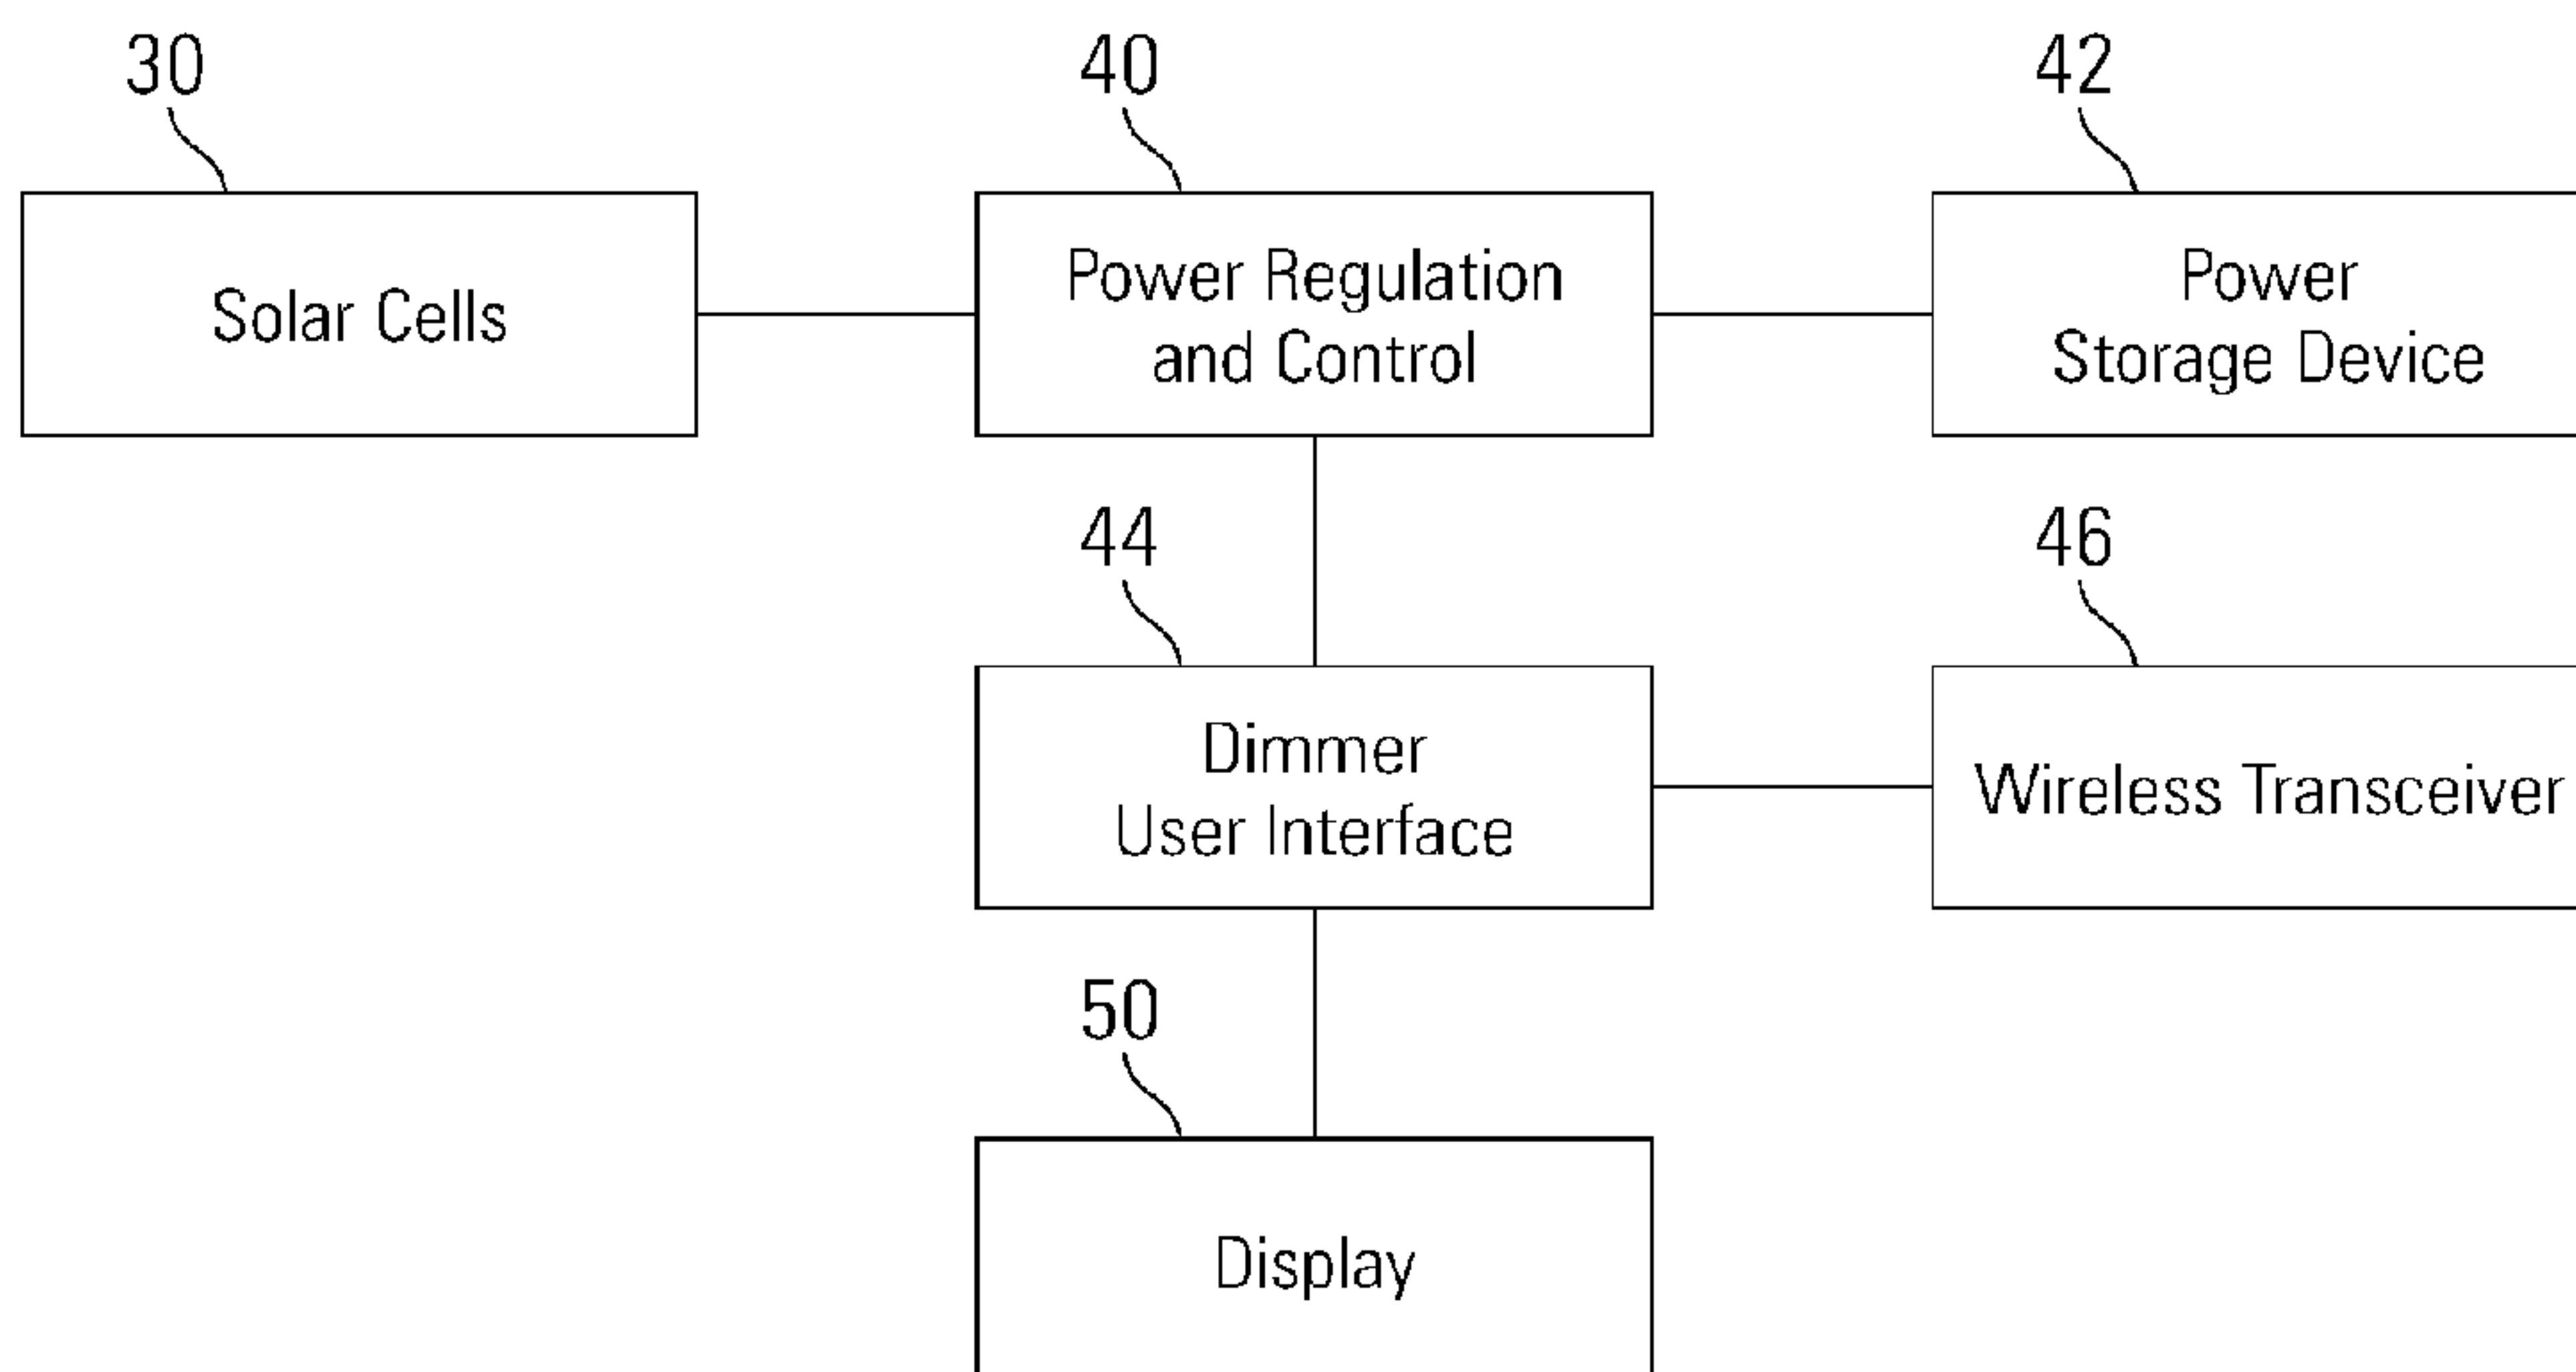 30
40
42
Solar Cells
Power Regulation
and Control
Power
Storage Device
44
46
Dimmer
User Interface
Wireless Transceiver
50
Display